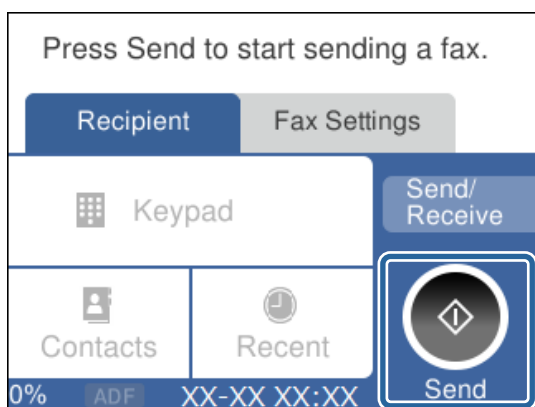 Press Send to start sending a fax.
Recipient
Fax Settings
Keypad
Send/
Receive
Contacts
Recent
0%
ADF
XX-XX XX:XX
Send